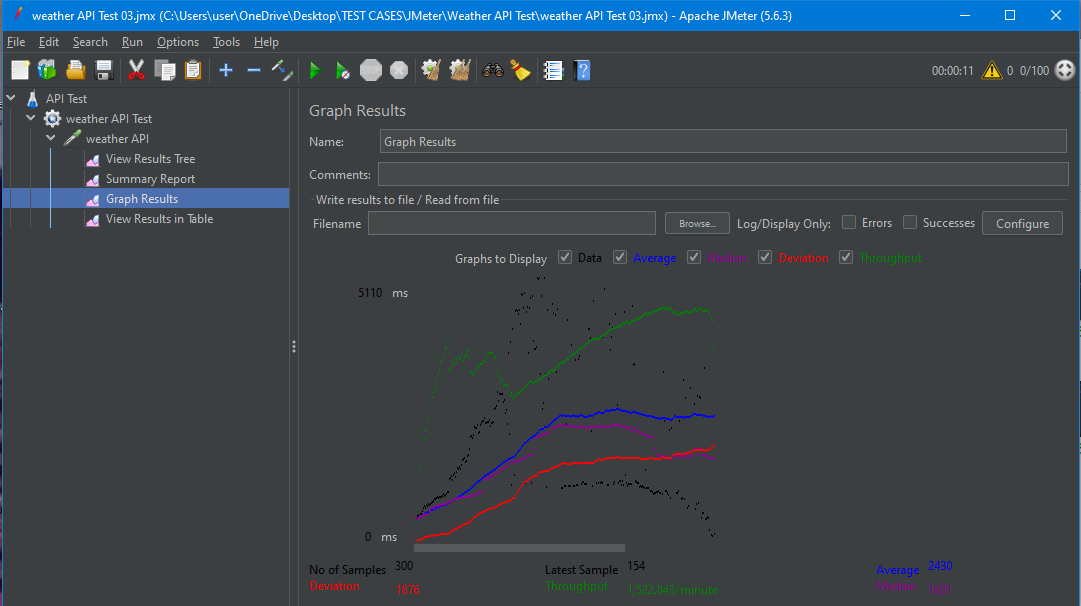 weather API Test 03.jmx (C:\Users\user\OneDrive\Desktop\TEST CASES\JMeter\Weather API Test\weather API Test 03.jmx) - Apache JMeter (5.6.3)
File Edit Search Run Options Tools Help
STOP 00:00:11 0 0/100
API Test
weather API Test
weather API
View Results Tree
Summary Report
Graph Results
View Results in Table
Graph Results
Name: Graph Results
Comments:
Write results to file / Read from file
Filename Browse... Log/Display Only: Errors Successes Configure
Graphs to Display Data Average Median Deviation Throughput
5110 ms
0 ms
No of Samples 300 Latest Sample 154 Average 2430
Deviation 1876 Throughput 1,522.843/minute Median